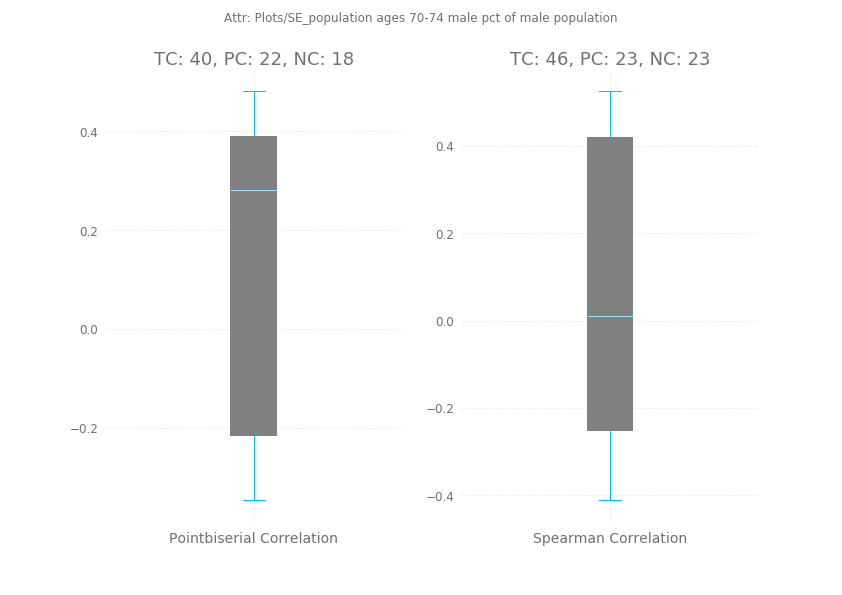 Attr: Plots/SE_population ages 70-74 male pct of male population
TC: 40, PC: 22, NC: 18
0.4
0.2
0.0
−0.2
Pointbiserial Correlation
TC: 46, PC: 23, NC: 23
0.4
0.2
0.0
−0.2
−0.4
Spearman Correlation